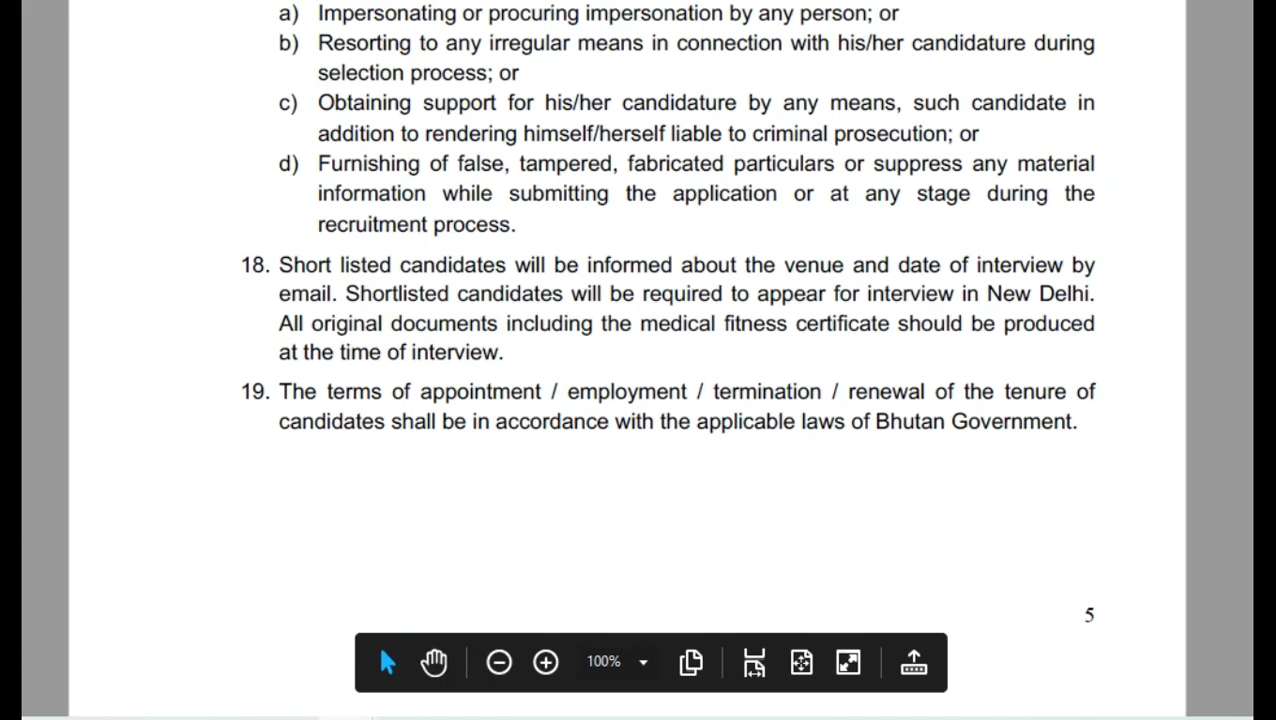 a) Impersonating or procuring impersonation by any person; or
b) Resorting to any irregular means in connection with his/her candidature during
selection process; or
c) Obtaining support for his/her candidature by any means, such candidate in
addition to rendering himself/herself liable to criminal prosecution; or
d) Furnishing of false, tampered, fabricated particulars or suppress any material
information while submitting the application or at any stage during the
recruitment process.
18. Short listed candidates will be informed about the venue and date of interview by
email. Shortlisted candidates will be required to appear for interview in New Delhi.
All original documents including the medical fitness certificate should be produced
at the time of interview.
19. The terms of appointment / employment / termination / renewal of the tenure of
candidates shall be in accordance with the applicable laws of Bhutan Government.
5
100%